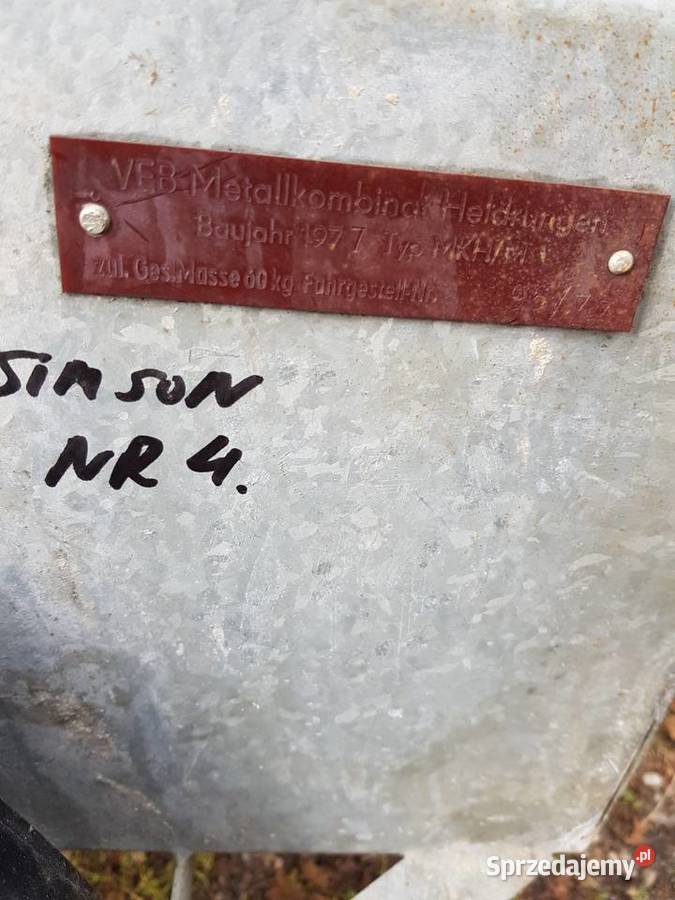 VEB Metallkombinat Heldrungen
Baujahr 1977 Typ MKH/M1
zul. Ges.Masse 60 kg Fahrgestell-Nr.
SIMSON
NR 4.
Sprzedajemy.pl